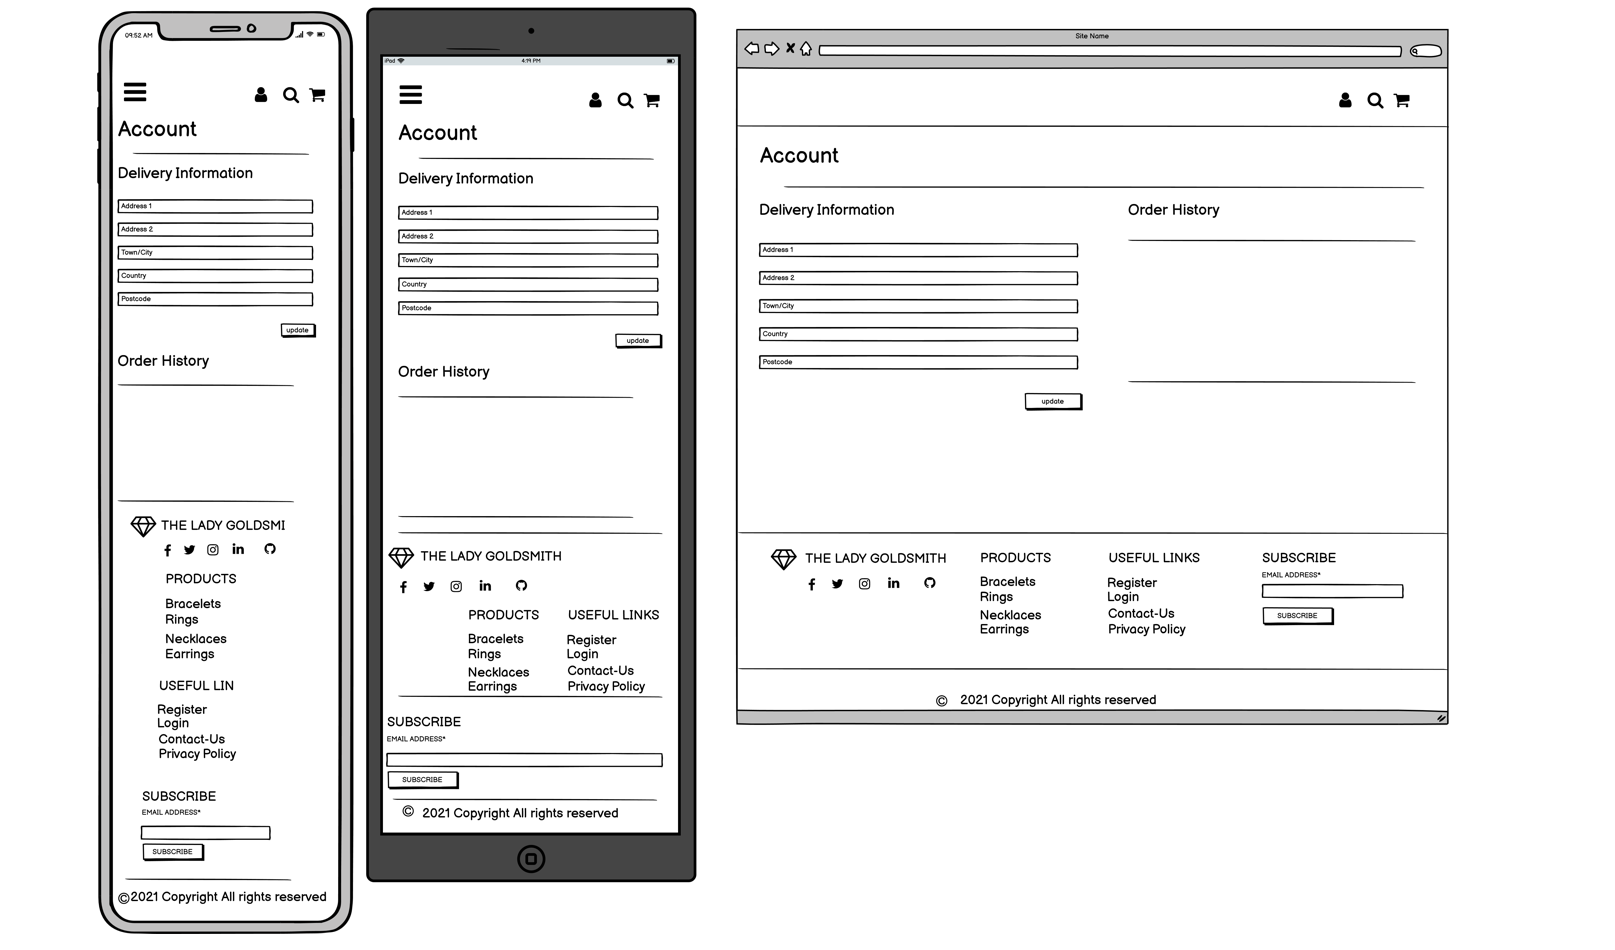 09:52 AM
Account
Delivery Information
Address 1
Address 2
Town/City
Country
Postcode
update
Order History
THE LADY GOLDSMI
PRODUCTS
Bracelets
Rings
Necklaces
Earrings
USEFUL LIN
Register
Login
Contact-Us
Privacy Policy
SUBSCRIBE
EMAIL ADDRESS*
SUBSCRIBE
© 2021 Copyright All rights reserved
iPad 4:19 PM
Account
Delivery Information
Address 1
Address 2
Town/City
Country
Postcode
update
Order History
THE LADY GOLDSMITH
PRODUCTS
Bracelets
Rings
Necklaces
Earrings
USEFUL LINKS
Register
Login
Contact-Us
Privacy Policy
SUBSCRIBE
EMAIL ADDRESS*
SUBSCRIBE
© 2021 Copyright All rights reserved
Site Name
Account
Delivery Information
Address 1
Address 2
Town/City
Country
Postcode
update
Order History
THE LADY GOLDSMITH
PRODUCTS
Bracelets
Rings
Necklaces
Earrings
USEFUL LINKS
Register
Login
Contact-Us
Privacy Policy
SUBSCRIBE
EMAIL ADDRESS*
SUBSCRIBE
© 2021 Copyright All rights reserved